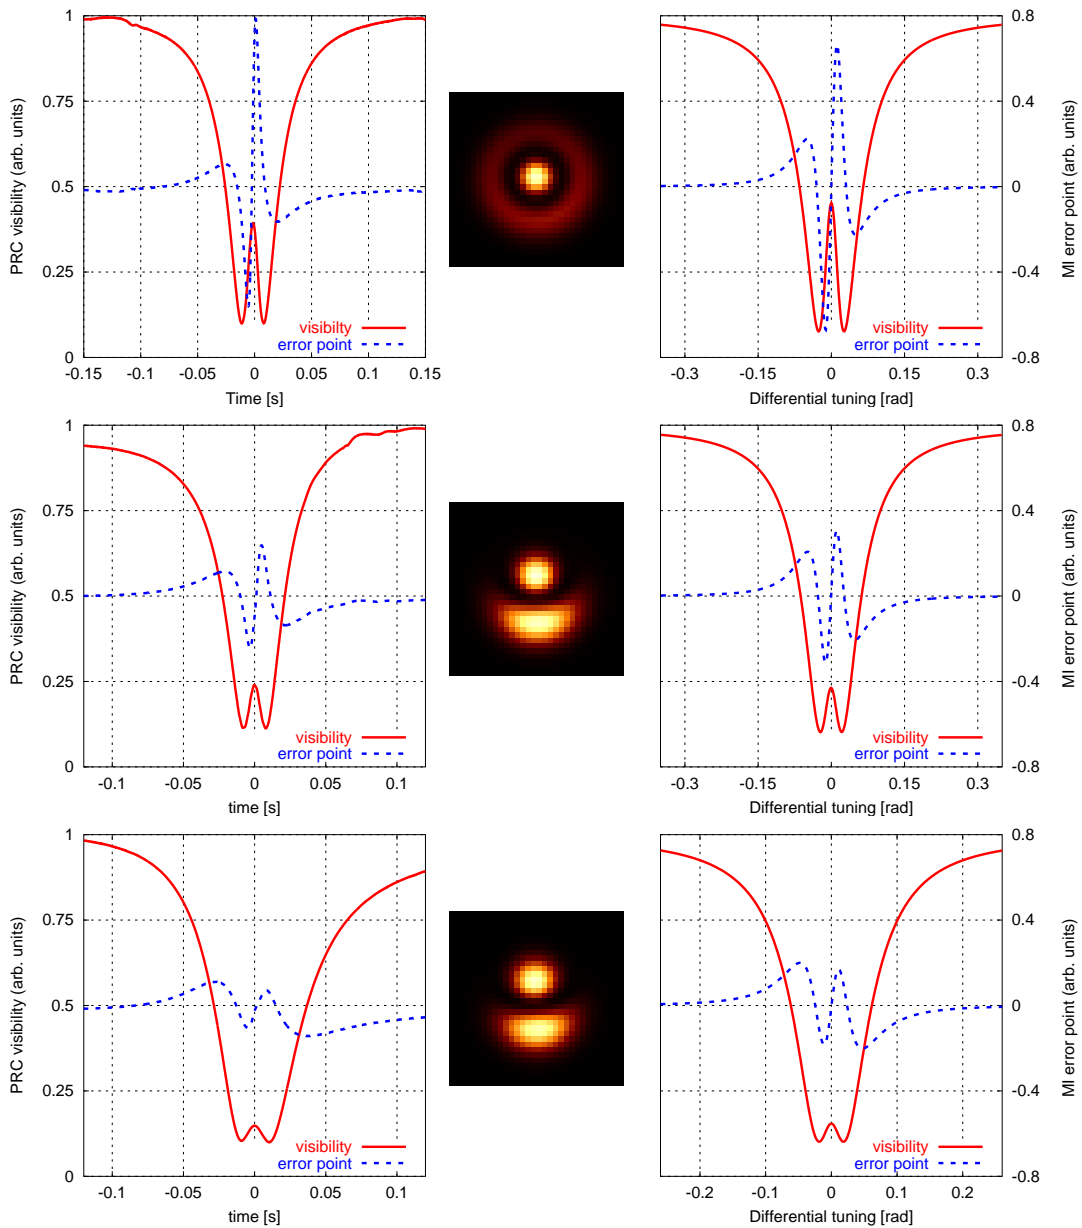 PRC visibility (arb. units)
1
0.75
0.5
0.25
0
visibilty
error point
-0.15 -0.1 -0.05 0 0.05 0.1 0.15
Time [s]
0.8
0.4
0
-0.4
-0.8
MI error point (arb. units)
visibilty
error point
-0.3 -0.15 0 0.15 0.3
Differential tuning [rad]
PRC visibility (arb. units)
1
0.75
0.5
0.25
0
visibility
error point
-0.1 -0.05 0 0.05 0.1
time [s]
0.8
0.4
0
-0.4
-0.8
MI error point (arb. units)
visibility
error point
-0.3 -0.15 0 0.15 0.3
Differential tuning [rad]
PRC visibility (arb. units)
1
0.75
0.5
0.25
0
visibility
error point
-0.1 -0.05 0 0.05 0.1
time [s]
0.8
0.4
0
-0.4
-0.8
MI error point (arb. units)
visibility
error point
-0.2 -0.1 0 0.1 0.2
Differential tuning [rad]